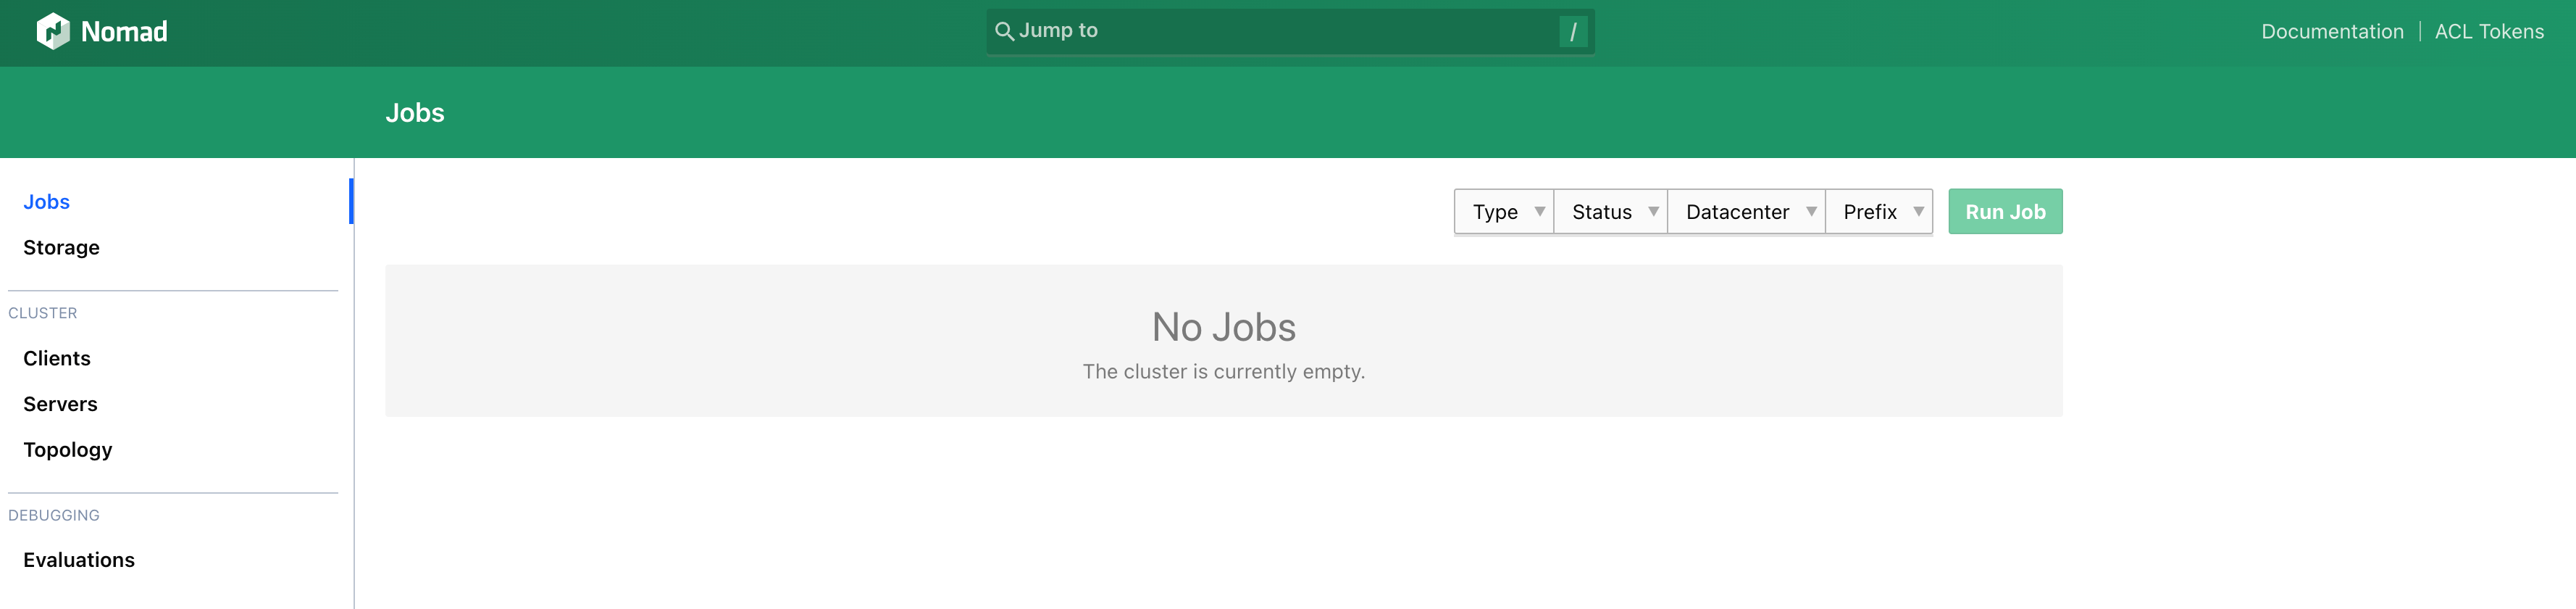 Nomad
Jump to /
Documentation | ACL Tokens
Jobs
Jobs
Storage
CLUSTER
Clients
Servers
Topology
DEBUGGING
Evaluations
Type Status Datacenter Prefix Run Job
No Jobs
The cluster is currently empty.